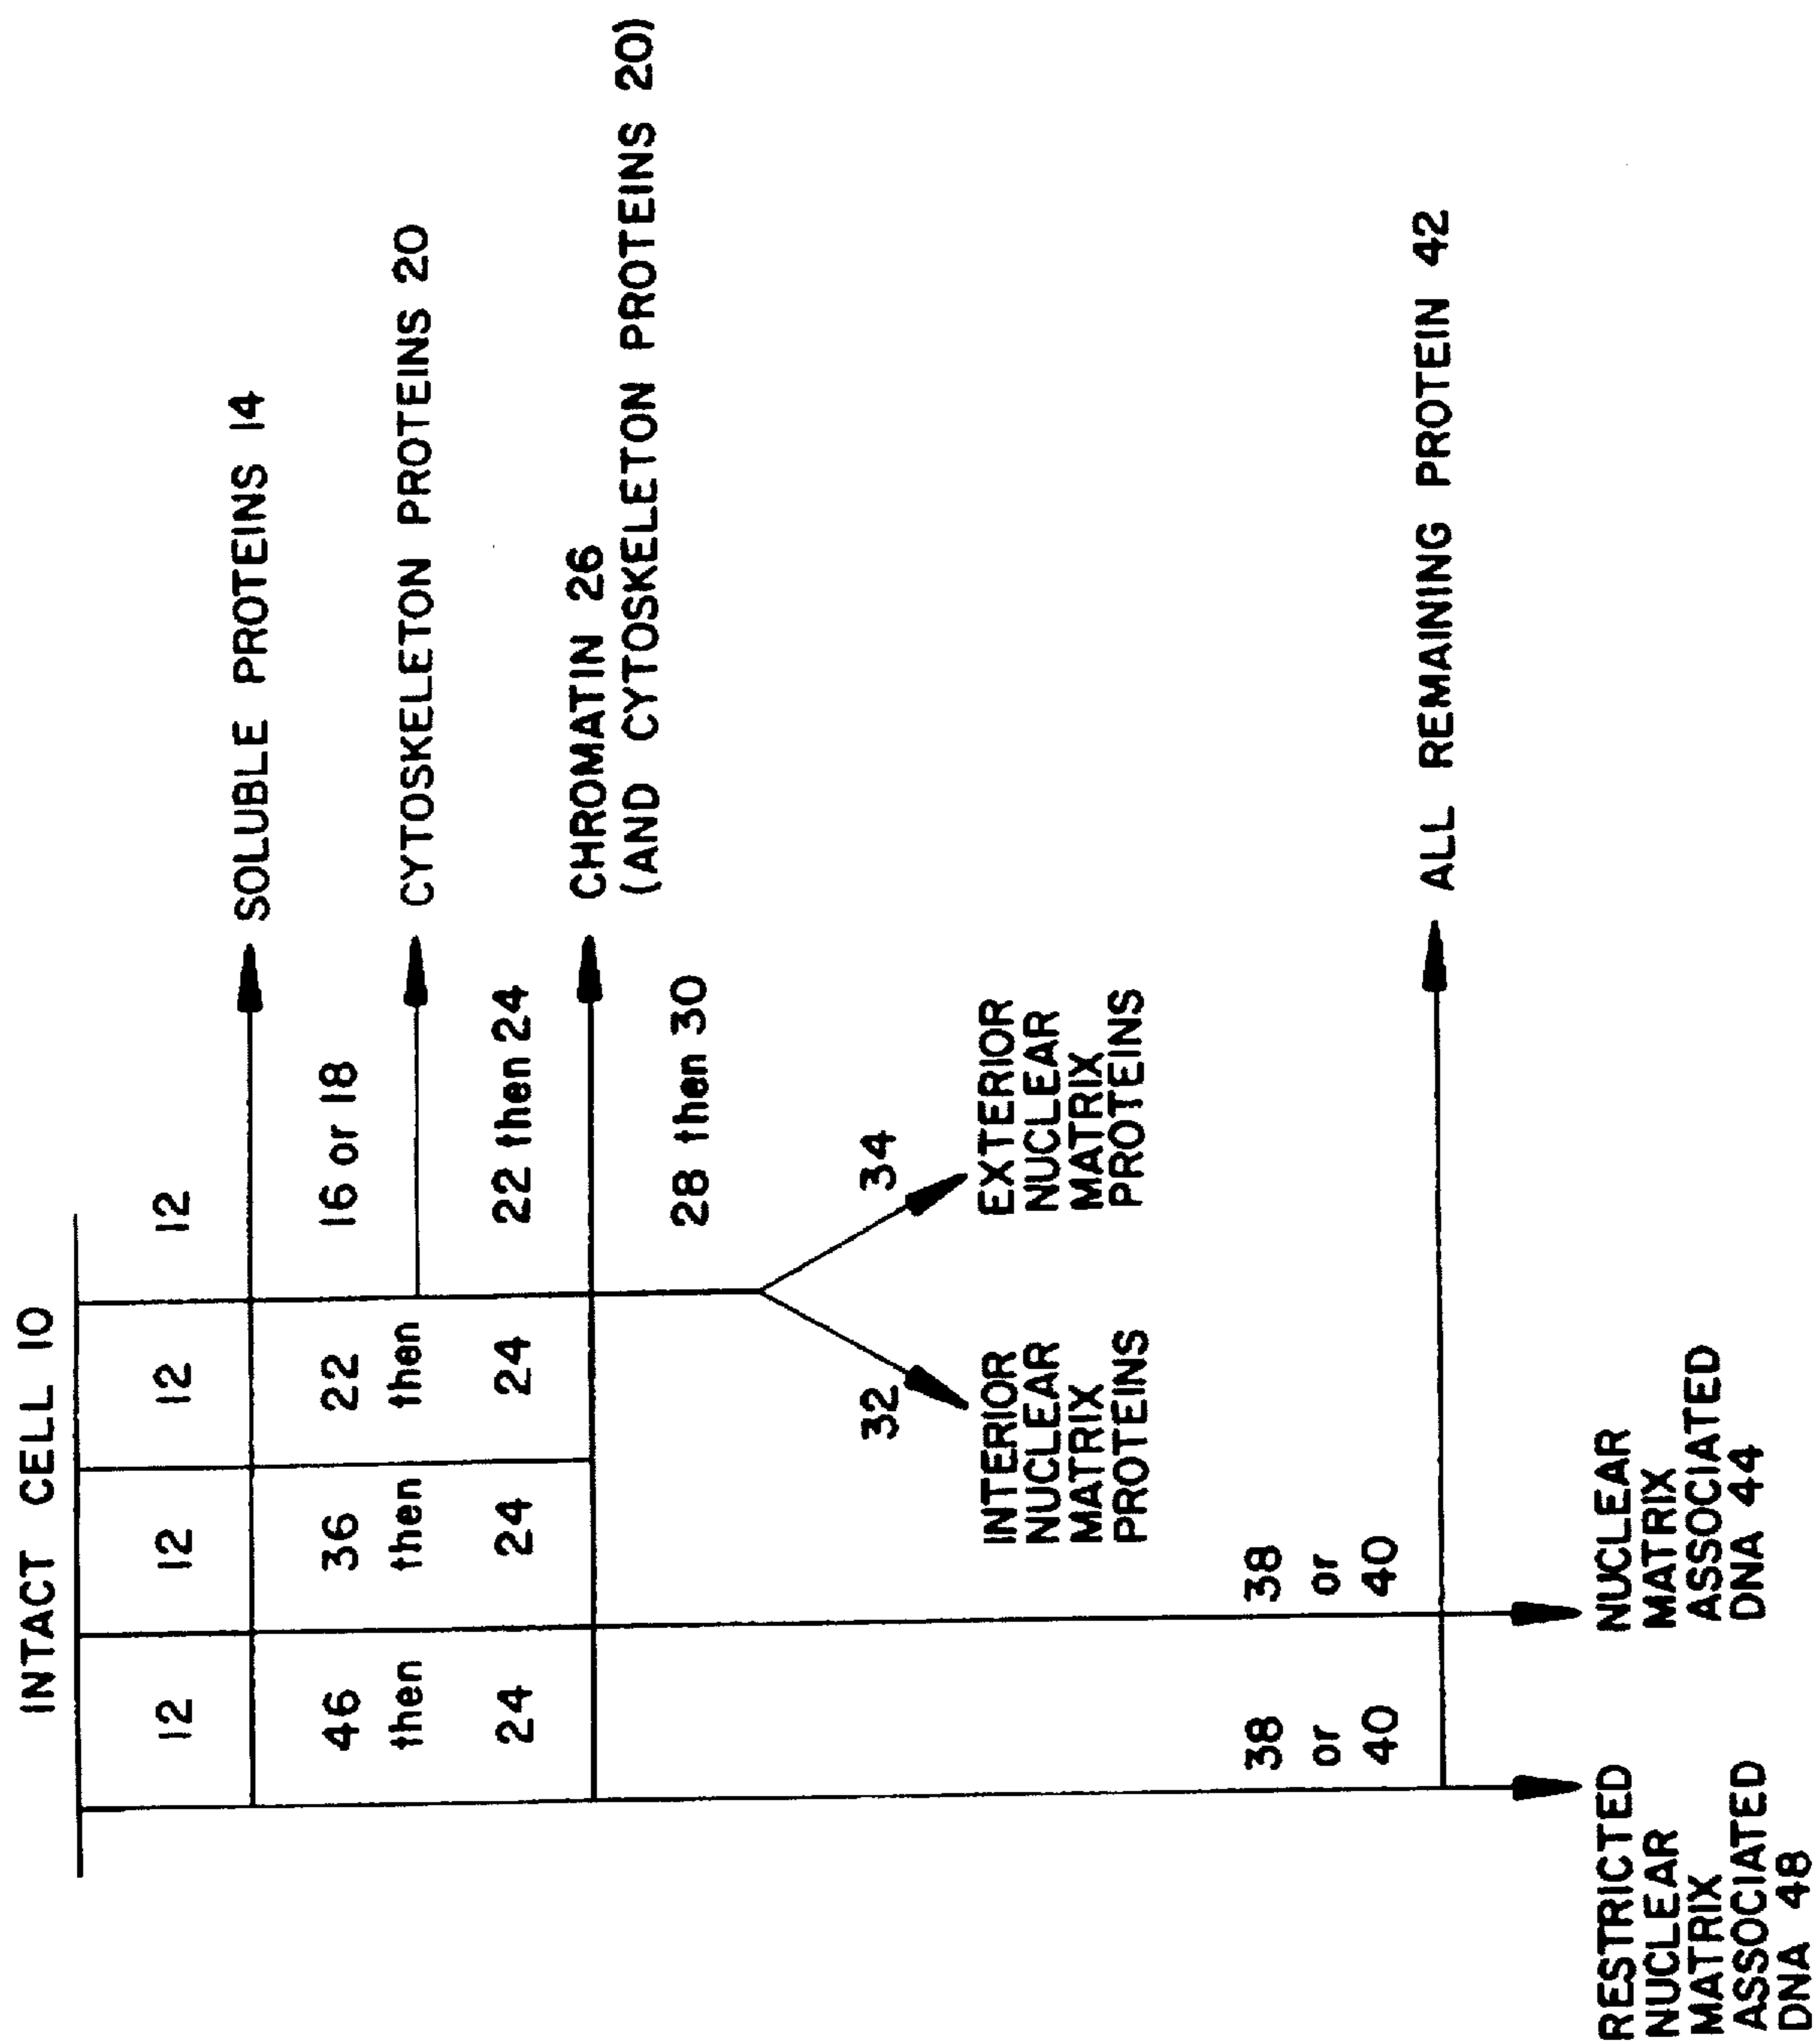 INTACT CELL 10
12 12 12 12
SOLUBLE PROTEINS 14
46 36 22 16 or 18
then then then
CYTOSKELETON PROTEINS 20
24 24 24 22 then 24
CHROMATIN 26
(AND CYTOSKELETON PROTEINS 20)
28 then 30
32 34
INTERIOR
NUCLEAR
MATRIX
PROTEINS
EXTERIOR
NUCLEAR
MATRIX
PROTEINS
38 38
or or
40 40
ALL REMAINING PROTEIN 42
RESTRICTED
NUCLEAR
MATRIX
ASSOCIATED
DNA 48
NUCLEAR
MATRIX
ASSOCIATED
DNA 44